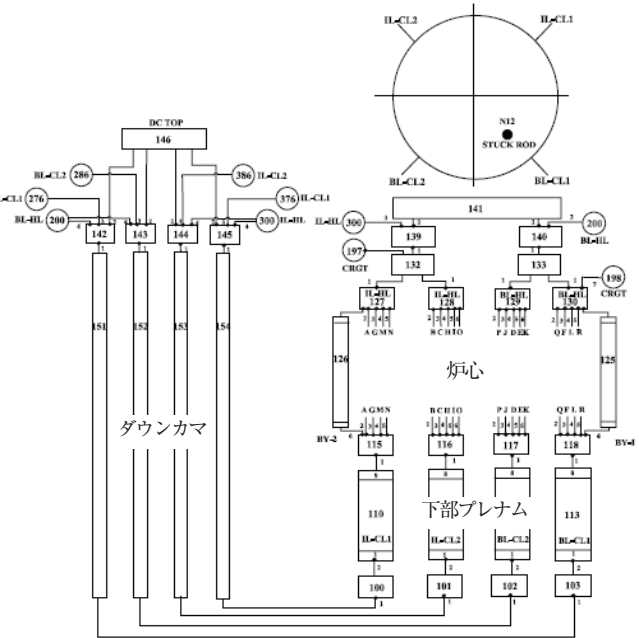 IL-CL2
IL-CL1
N12
STUCK ROD
BL-CL2
BL-CL1
DC TOP
146
BL-CL2 286
386 IL-CL2
276
376 IL-CL1
BL-HL 200
300 IL-HL
142
143
144
145
151
152
153
154
ダウンカマ
141
IL-HL 300
200
BL-HL
139
140
197
CRGT
132
133
198
CRGT
IL-HL
127
IL-HL
128
BL-HL
129
BL-HL
130
A G M N
B C H I O
P J D E K
Q F L R
126
125
炉心
A G M N
B C H I O
P J D E K
Q F L R
BY-2
115
116
117
118
下部プレナム
110
113
IL-CL1
IL-CL2
BL-CL2
BL-CL1
100
101
102
103